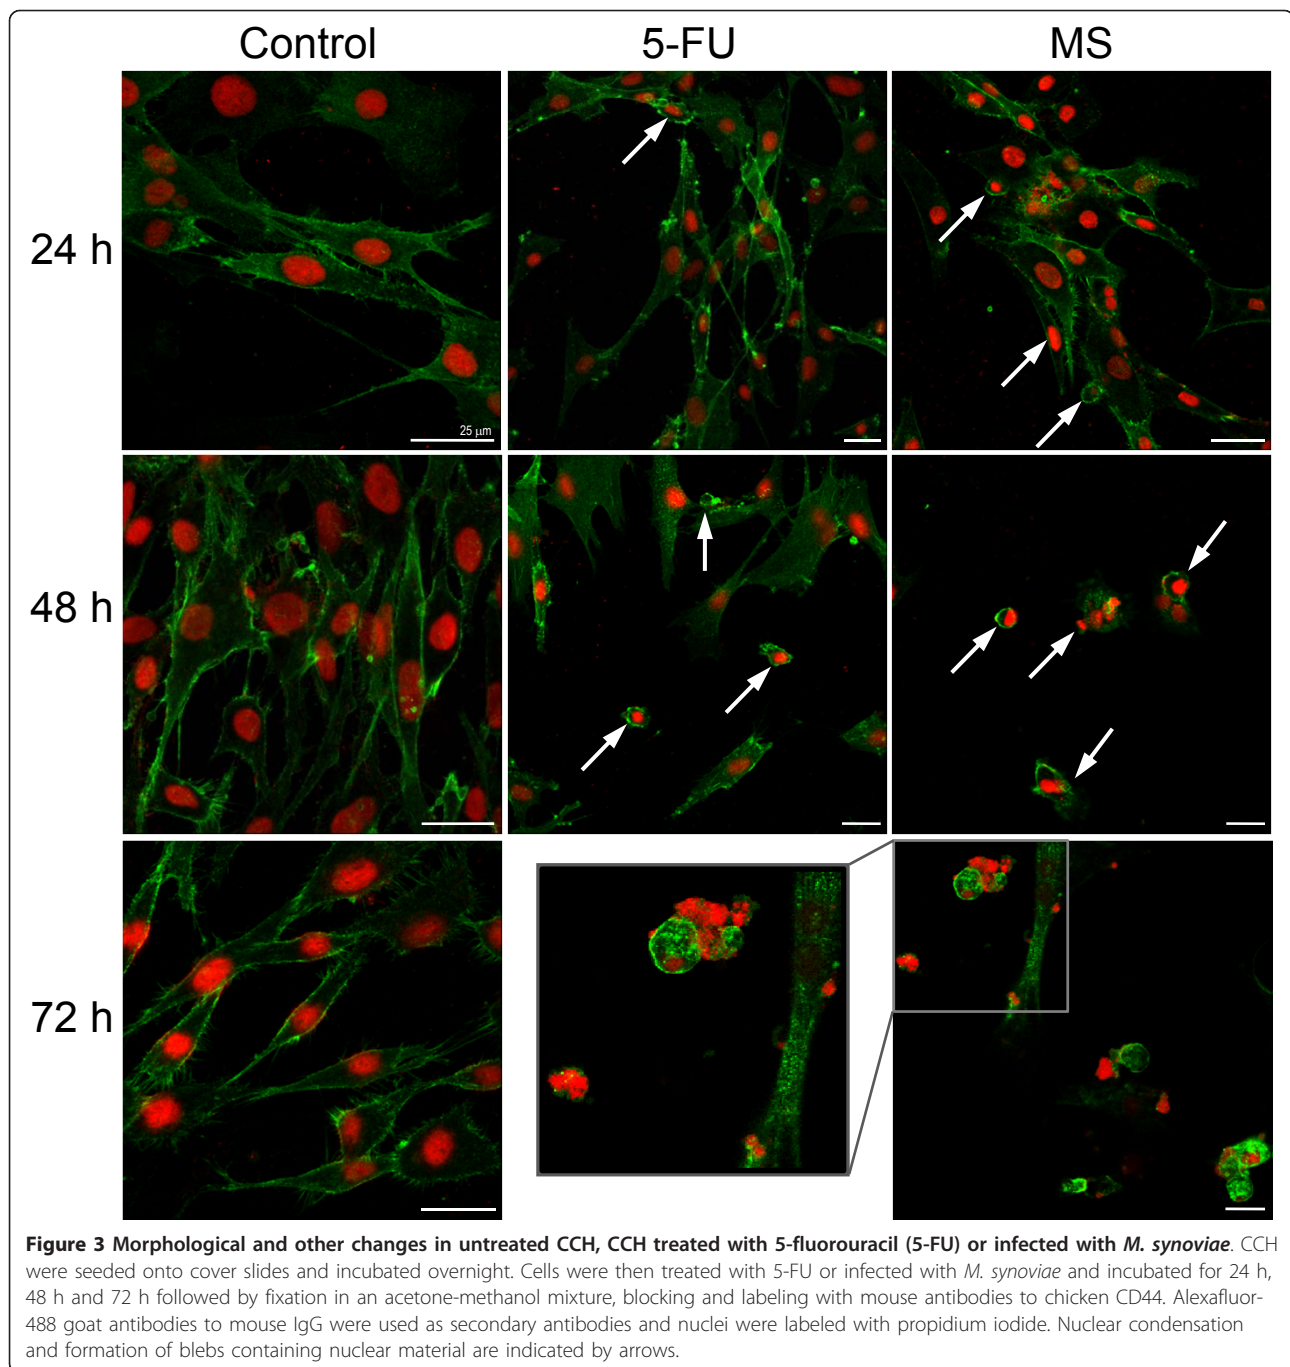 Control 5-FU MS
24 h
25 μm
48 h
72 h
Figure 3 Morphological and other changes in untreated CCH, CCH treated with 5-fluorouracil (5-FU) or infected with M. synoviae. CCH
were seeded onto cover slides and incubated overnight. Cells were then treated with 5-FU or infected with M. synoviae and incubated for 24 h,
48 h and 72 h followed by fixation in an acetone-methanol mixture, blocking and labeling with mouse antibodies to chicken CD44. Alexafluor-
488 goat antibodies to mouse IgG were used as secondary antibodies and nuclei were labeled with propidium iodide. Nuclear condensation
and formation of blebs containing nuclear material are indicated by arrows.